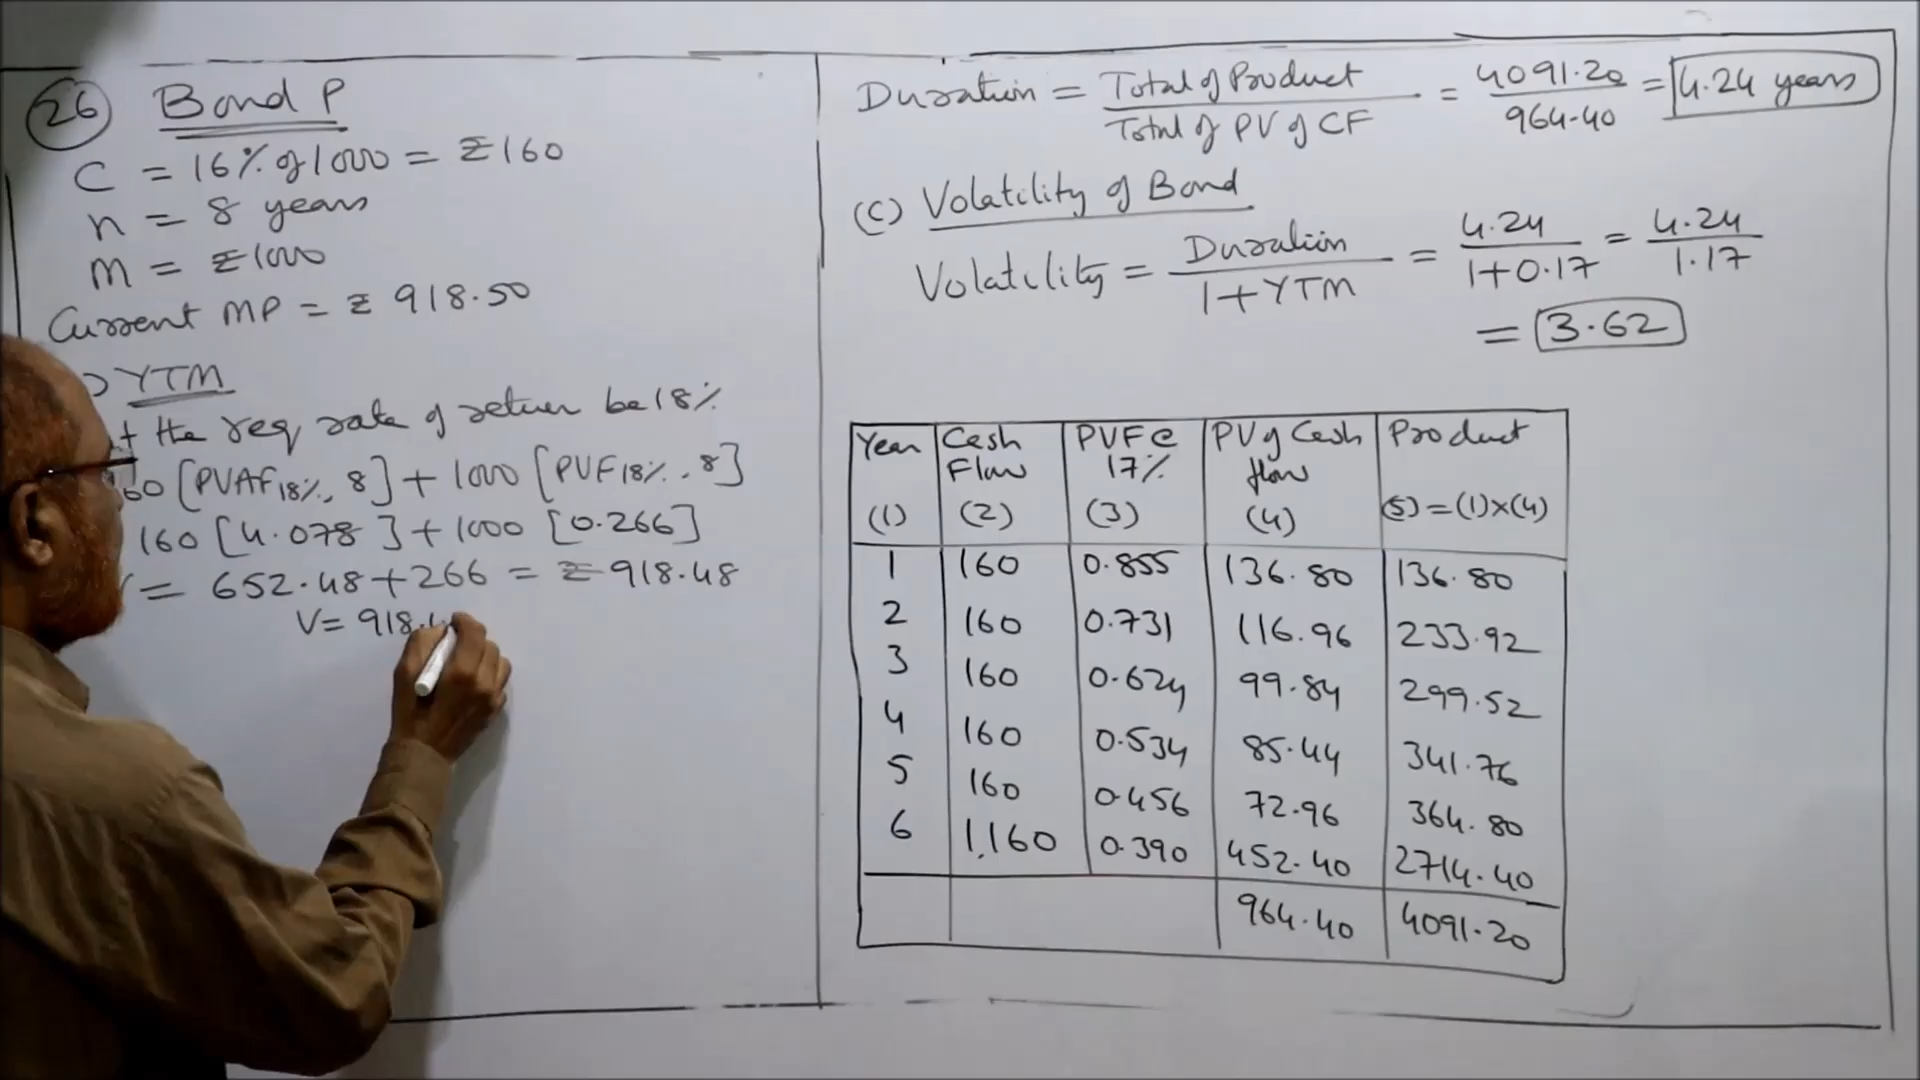 26 Bond P
C = 16% of 1000 = ₹160
n = 8 years
M = ₹1000
Current MP = ₹ 918.50
YTM
the req rate of return be 18%
60 [PVAF18%, 8] + 1000 [PVF18%, 8]
160 [4.078] + 1000 [0.266]
= 652.48 + 266 = ₹918.48
V = 918.4
Duration = Total of Product / Total of PV of CF = 4091.20 / 964.40 = 4.24 years
(C) Volatility of Bond
Volatility = Duration / 1+YTM = 4.24 / 1+0.17 = 4.24 / 1.17
= 3.62
Year (1) Cash Flow (2) PVF@ 17% (3) PV of Cash flow (4) Product (5) = (1)x(4)
1 160 0.855 136.80 136.80
2 160 0.731 116.96 233.92
3 160 0.624 99.84 299.52
4 160 0.534 85.44 341.76
5 160 0.456 72.96 364.80
6 1,160 0.390 452.40 2714.40
964.40 4091.20